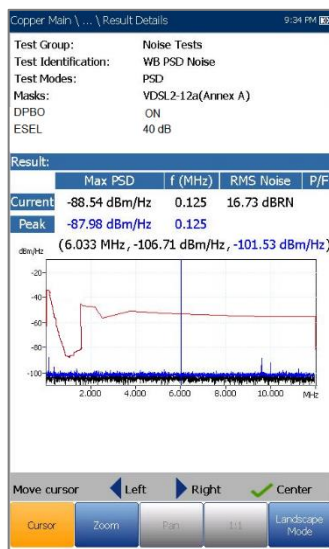 Copper Main \ ... \ Result Details 9:34 PM
Test Group: Noise Tests
Test Identification: WB PSD Noise
Test Modes: PSD
Masks: VDSL2-12a(Annex A)
DPBO ON
ESEL 40 dB
Result:
Max PSD f (MHz) RMS Noise P/F
Current -88.54 dBm/Hz 0.125 16.73 dBRN
Peak -87.98 dBm/Hz 0.125
(6.033 MHz, -106.71 dBm/Hz, -101.53 dBm/Hz)
dBm/Hz
-20
-40
-60
-80
-100
2.000 4.000 6.000 8.000 10.000 MHz
Move cursor Left Right Center
Cursor Zoom Pan 1:1 Landscape
Mode